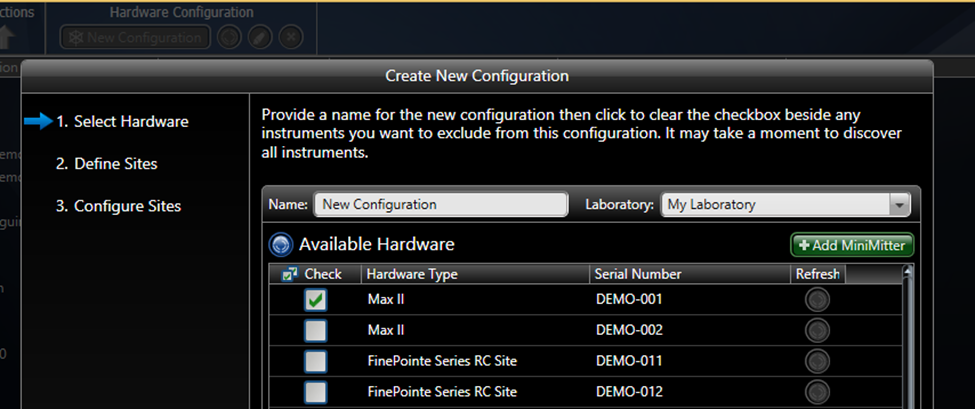 ctions
Hardware Configuration
New Configuration
ion
Create New Configuration
1. Select Hardware
2. Define Sites
3. Configure Sites
Provide a name for the new configuration then click to clear the checkbox beside any
instruments you want to exclude from this configuration. It may take a moment to discover
all instruments.
Name: New Configuration Laboratory: My Laboratory
Available Hardware + Add MiniMitter
Check Hardware Type Serial Number Refresh
Max II DEMO-001
Max II DEMO-002
FinePointe Series RC Site DEMO-011
FinePointe Series RC Site DEMO-012